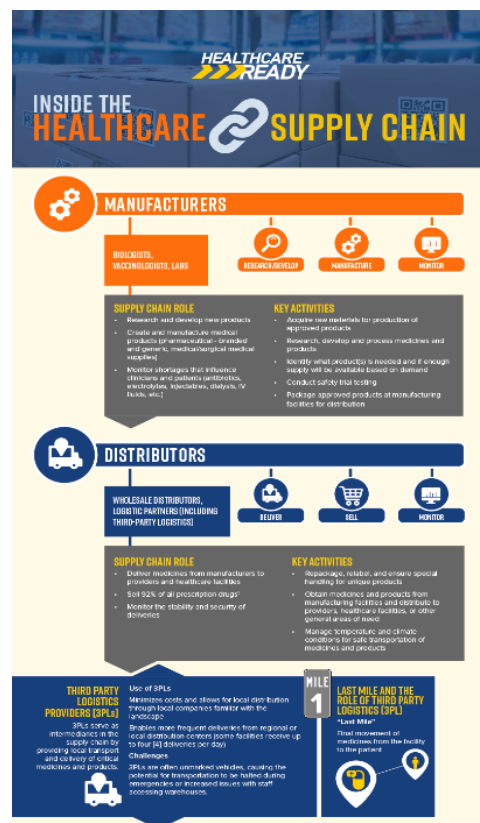 HEALTHCARE
READY
INSIDE THE
HEALTHCARE SUPPLY CHAIN
MANUFACTURERS
BIOLOGISTS,
VACCINOLOGISTS, LABS
RESEARCH/DEVELOP
MANUFACTURE
MONITOR
SUPPLY CHAIN ROLE
• Research and develop new products
• Create and manufacture medical
products (pharmaceutical - branded
and generic, medical/surgical medical
supplies)
• Monitor shortages that influence
clinicians and patients (antibiotics,
electrolytes, injectables, dialysis, IV
fluids, etc.)
KEY ACTIVITIES
• Acquire raw materials for production of
approved products
• Research, develop and process medicines and
products
• Identify what product(s) is needed and if enough
supply will be available based on demand
• Conduct safety trial testing
• Package approved products at manufacturing
facilities for distribution
DISTRIBUTORS
WHOLESALE DISTRIBUTORS,
LOGISTIC PARTNERS (INCLUDING
THIRD-PARTY LOGISTICS)
DELIVER
SELL
MONITOR
SUPPLY CHAIN ROLE
• Deliver medicines from manufacturers to
providers and healthcare facilities
• Sell 92% of all prescription drugs¹
• Monitor the stability and security of
deliveries
KEY ACTIVITIES
• Repackage, relabel, and ensure special
handling for unique products
• Obtain medicines and products from
manufacturing facilities and distribute to
providers, healthcare facilities, or other
general areas of need
• Manage temperature and climate
conditions for safe transportation of
medicines and products
THIRD PARTY
LOGISTICS
PROVIDERS (3PLs)
3PLs serve as
intermediaries in the
supply chain by
providing local transport
and delivery of critical
medicines and products.
Use of 3PLs
Minimizes costs and allows for local distribution
through local companies familiar with the
landscape
Enables more frequent deliveries from regional or
local distribution centers (some facilities receive up
to four [4] deliveries per day)
Challenges
3PLs are often unmarked vehicles, causing the
potential for transportation to be halted during
emergencies or increased issues with staff
accessing warehouses.
MILE
1
LAST MILE AND THE
ROLE OF THIRD PARTY
LOGISTICS (3PL)
"Last Mile"
Final movement of
medicines from the facility
to the patient